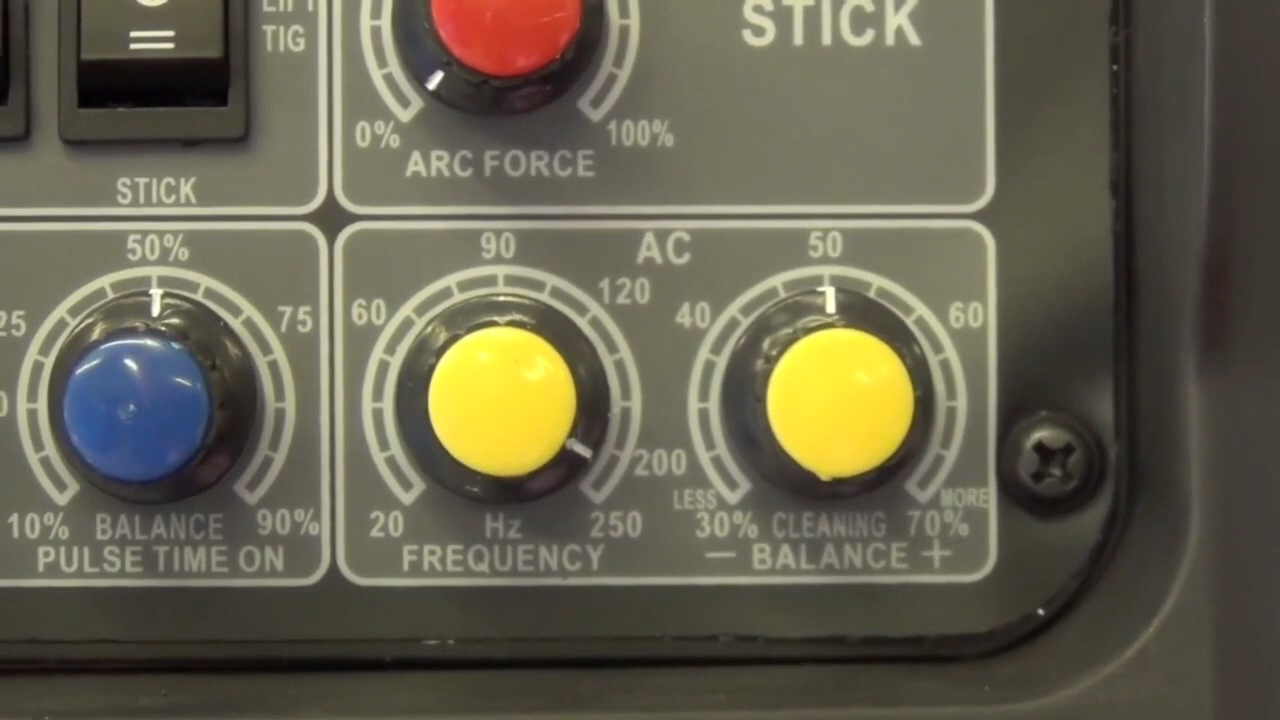 TIG
STICK
0%
100%
ARC FORCE
STICK
50%
75
10%
BALANCE
90%
PULSE TIME ON
AC
90
60
120
200
20
Hz
250
FREQUENCY
50
40
60
LESS
MORE
30%
CLEANING
70%
− BALANCE +